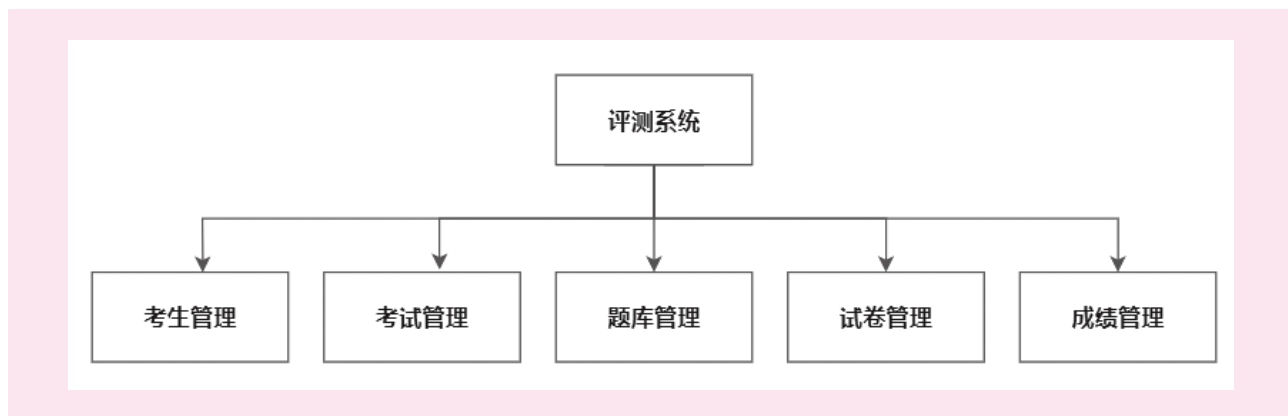 评测系统
考生管理
考试管理
题库管理
试卷管理
成绩管理